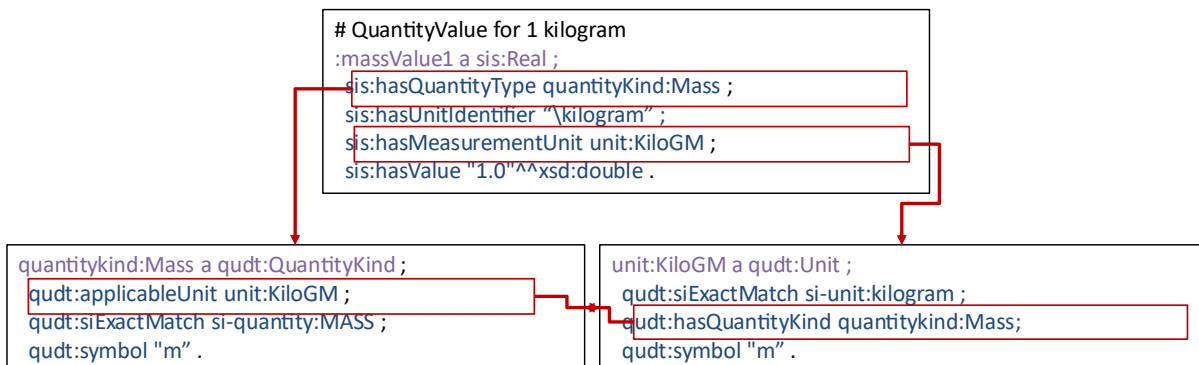 # QuantityValue for 1 kilogram
:massValue1 a sis:Real ;
sis:hasQuantityType quantityKind:Mass ;
sis:hasUnitIdentifier “\kilogram” ;
sis:hasMeasurementUnit unit:KiloGM ;
sis:hasValue "1.0"^^xsd:double .
quantitykind:Mass a qudt:QuantityKind ;
qudt:applicableUnit unit:KiloGM ;
qudt:siExactMatch si-quantity:MASS ;
qudt:symbol "m” .
unit:KiloGM a qudt:Unit ;
qudt:siExactMatch si-unit:kilogram ;
qudt:hasQuantityKind quantitykind:Mass;
qudt:symbol "m” .